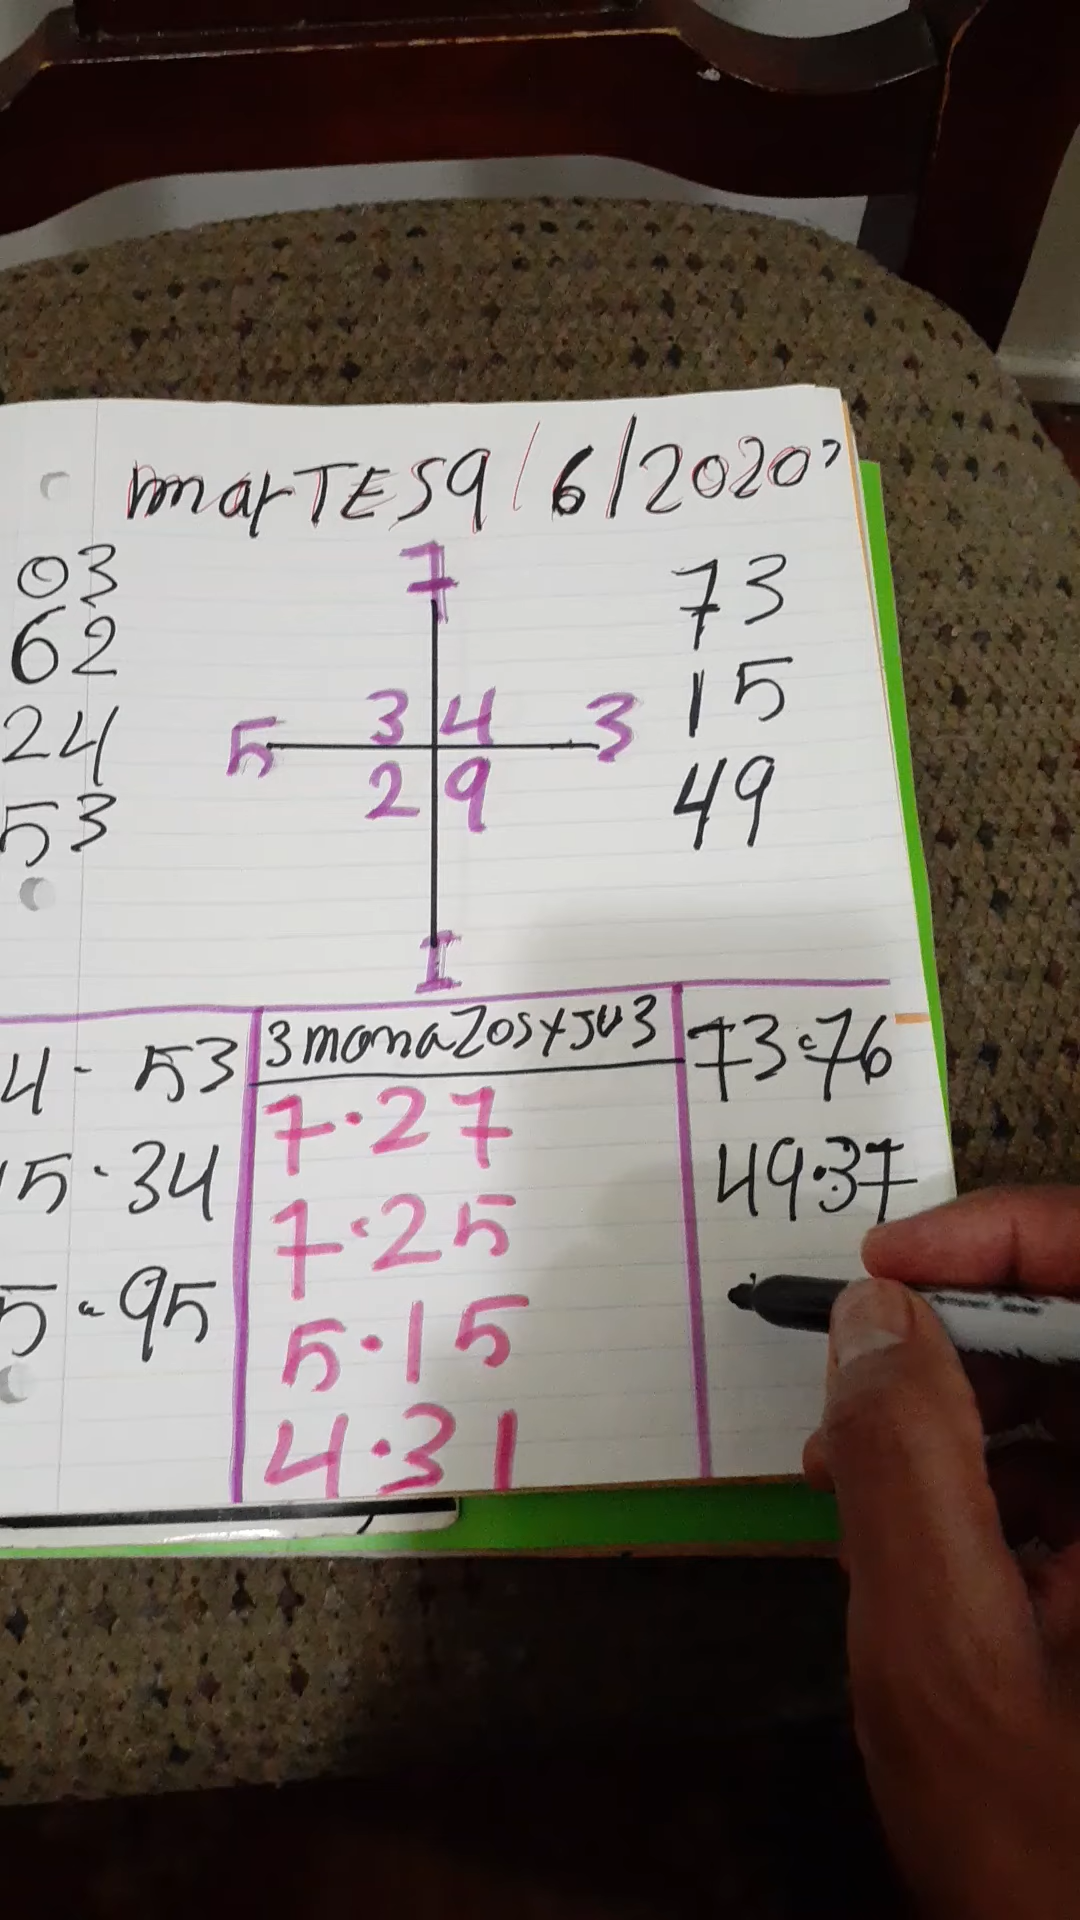 marTES 9/6/2020
03
62
24
53
7
3 4
5 3
2 9
I
73
15
49
4 - 53
15 · 34
5 · 95
3 monazos x su 3
7 · 27
7 · 25
5 · 15
4 · 31
73 · 76
49 · 37